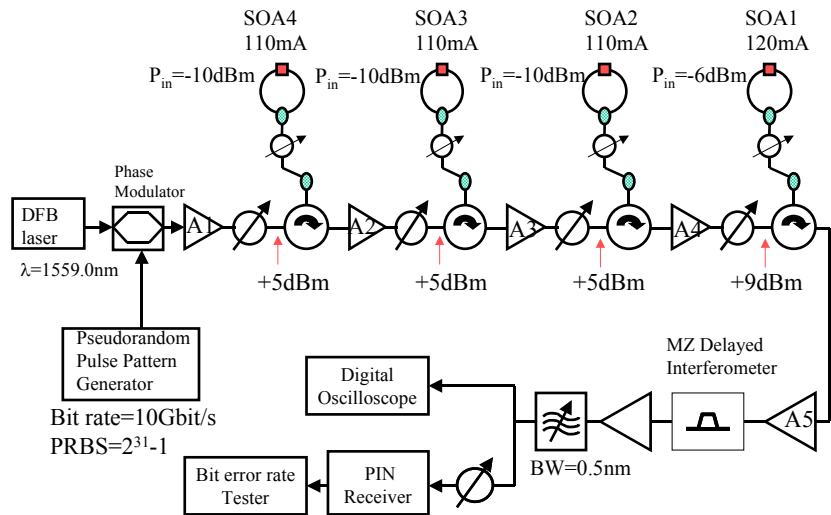 SOA4
110mA
SOA3
110mA
SOA2
110mA
SOA1
120mA
Pin=-10dBm
Pin=-10dBm
Pin=-10dBm
Pin=-6dBm
Phase
Modulator
DFB
laser
A1
A2
A3
A4
λ=1559.0nm
+5dBm
+5dBm
+5dBm
+9dBm
Pseudorandom
Pulse Pattern
Generator
Bit rate=10Gbit/s
PRBS=2³¹-1
Digital
Oscilloscope
MZ Delayed
Interferometer
A5
BW=0.5nm
Bit error rate
Tester
PIN
Receiver